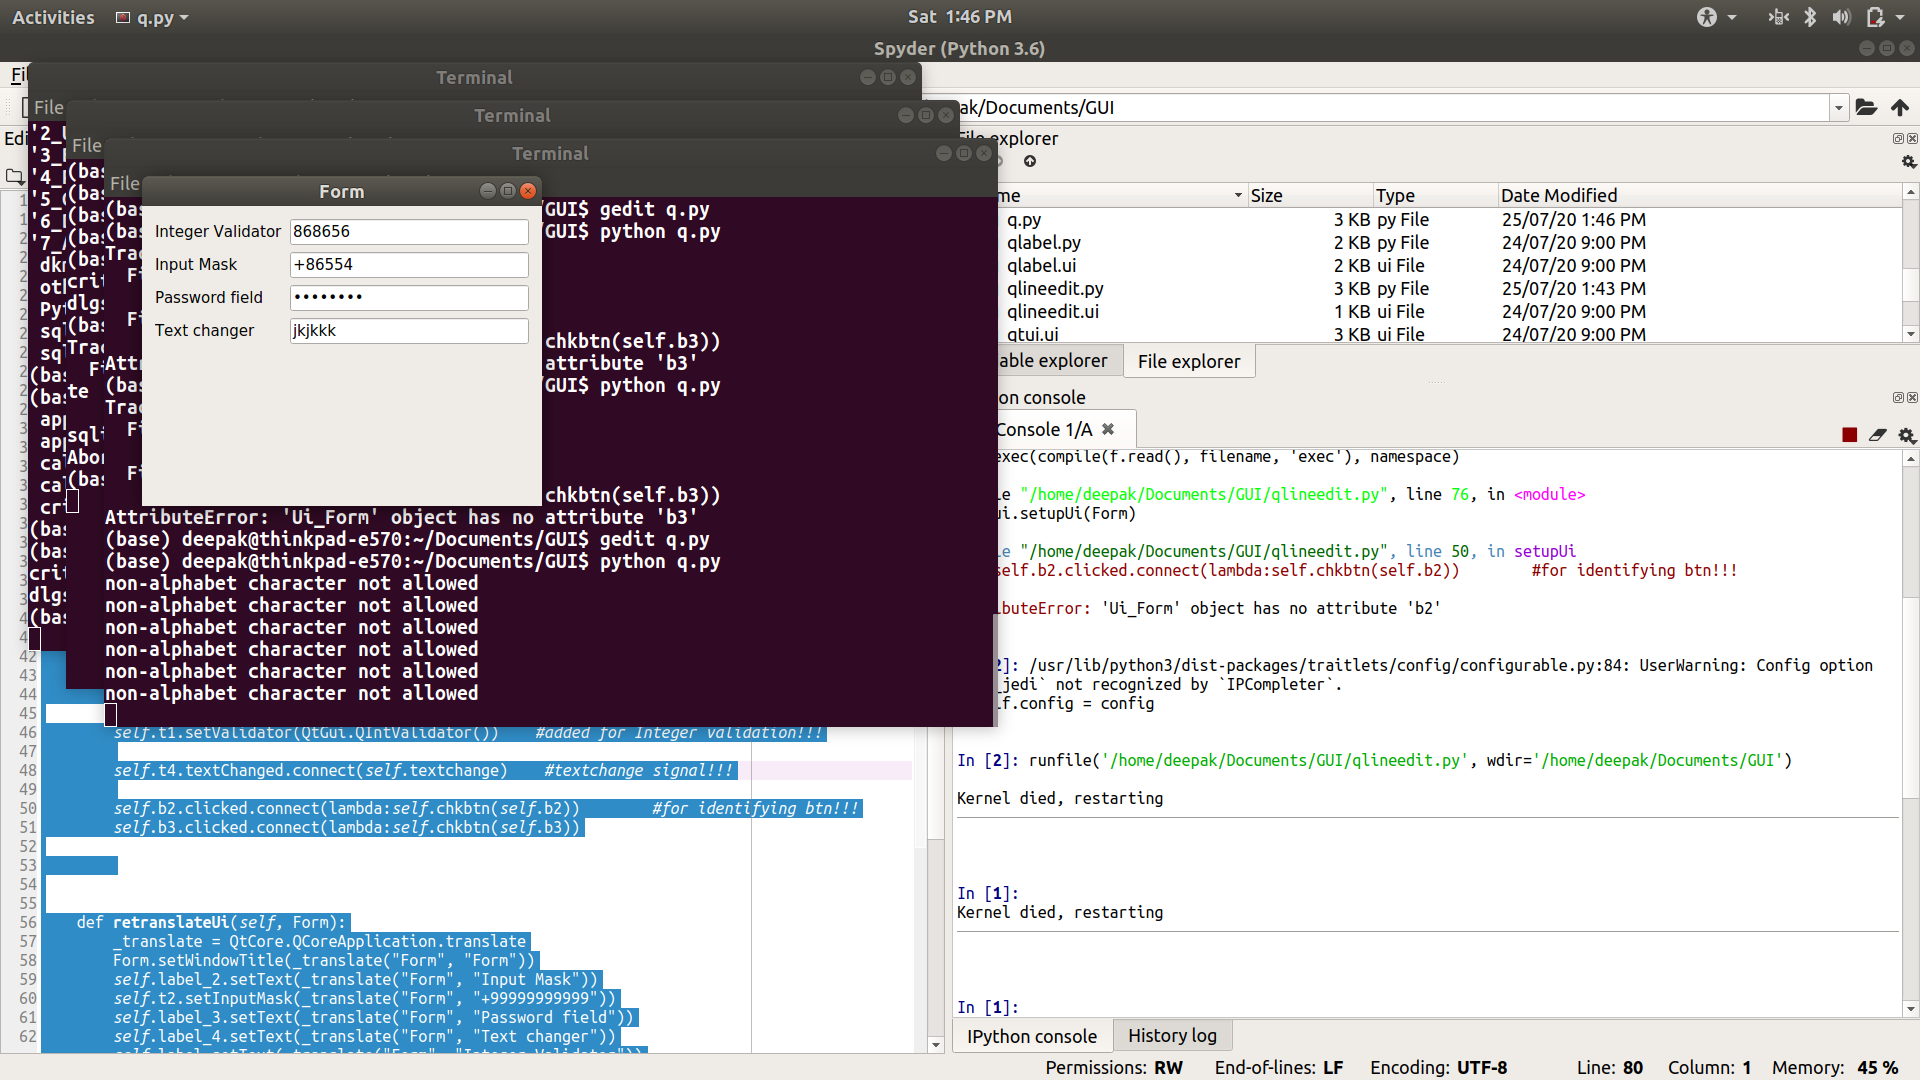 Activities q.py Sat 1:46 PM
Spyder (Python 3.6)
Terminal
File
Terminal
File
Terminal
File
Form
Integer Validator 868656
Input Mask +86554
Password field ••••••••
Text changer jkjkkk
/GUI$ gedit q.py
/GUI$ python q.py
chkbtn(self.b3))
attribute 'b3'
/GUI$ python q.py
chkbtn(self.b3))
AttributeError: 'Ui_Form' object has no attribute 'b3'
(base) deepak@thinkpad-e570:~/Documents/GUI$ gedit q.py
(base) deepak@thinkpad-e570:~/Documents/GUI$ python q.py
non-alphabet character not allowed
non-alphabet character not allowed
non-alphabet character not allowed
non-alphabet character not allowed
non-alphabet character not allowed
non-alphabet character not allowed
42
43
44
45
46 self.t1.setValidator(QtGui.QIntValidator()) #added for Integer validation!!!
47
48 self.t4.textChanged.connect(self.textchange) #textchange signal!!!
49
50 self.b2.clicked.connect(lambda:self.chkbtn(self.b2)) #for identifying btn!!!
51 self.b3.clicked.connect(lambda:self.chkbtn(self.b3))
52
53
54
55
56 def retranslateUi(self, Form):
57 _translate = QtCore.QCoreApplication.translate
58 Form.setWindowTitle(_translate("Form", "Form"))
59 self.label_2.setText(_translate("Form", "Input Mask"))
60 self.t2.setInputMask(_translate("Form", "+99999999999"))
61 self.label_3.setText(_translate("Form", "Password field"))
62 self.label_4.setText(_translate("Form", "Text changer"))
ak/Documents/GUI
File explorer
me Size Type Date Modified
q.py 3 KB py File 25/07/20 1:46 PM
qlabel.py 2 KB py File 24/07/20 9:00 PM
qlabel.ui 2 KB ui File 24/07/20 9:00 PM
qlineedit.py 3 KB py File 25/07/20 1:43 PM
qlineedit.ui 1 KB ui File 24/07/20 9:00 PM
qtui.ui 3 KB ui File 24/07/20 9:00 PM
able explorer File explorer
on console
Console 1/A
exec(compile(f.read(), filename, 'exec'), namespace)
e "/home/deepak/Documents/GUI/qlineedit.py", line 76, in <module>
ui.setupUi(Form)
e "/home/deepak/Documents/GUI/qlineedit.py", line 50, in setupUi
self.b2.clicked.connect(lambda:self.chkbtn(self.b2)) #for identifying btn!!!
ibuteError: 'Ui_Form' object has no attribute 'b2'
2]: /usr/lib/python3/dist-packages/traitlets/config/configurable.py:84: UserWarning: Config option
_jedi` not recognized by `IPCompleter`.
lf.config = config
In [2]: runfile('/home/deepak/Documents/GUI/qlineedit.py', wdir='/home/deepak/Documents/GUI')
Kernel died, restarting
In [1]:
Kernel died, restarting
In [1]:
IPython console History log
Permissions: RW End-of-lines: LF Encoding: UTF-8 Line: 80 Column: 1 Memory: 45 %